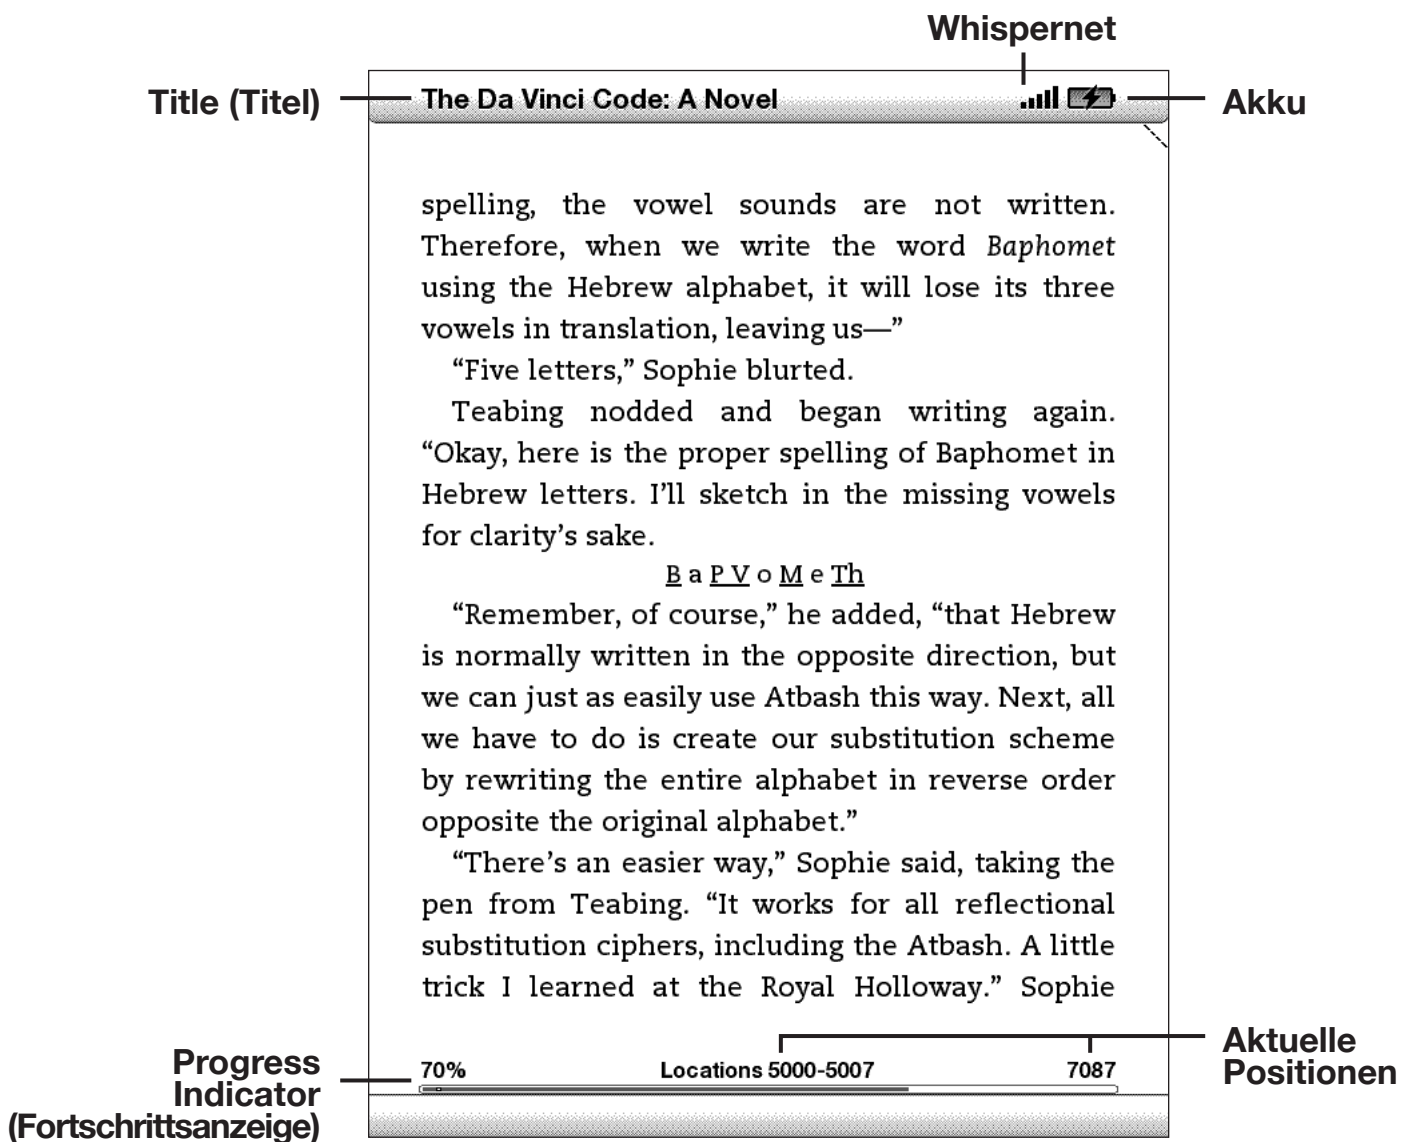 Whispernet
Title (Titel)
The Da Vinci Code: A Novel
Akku
spelling, the vowel sounds are not written.
Therefore, when we write the word Baphomet
using the Hebrew alphabet, it will lose its three
vowels in translation, leaving us—”
“Five letters,” Sophie blurted.
Teabing nodded and began writing again.
“Okay, here is the proper spelling of Baphomet in
Hebrew letters. I’ll sketch in the missing vowels
for clarity’s sake.
B a P V o M e Th
“Remember, of course,” he added, “that Hebrew
is normally written in the opposite direction, but
we can just as easily use Atbash this way. Next, all
we have to do is create our substitution scheme
by rewriting the entire alphabet in reverse order
opposite the original alphabet.”
“There’s an easier way,” Sophie said, taking the
pen from Teabing. “It works for all reflectional
substitution ciphers, including the Atbash. A little
trick I learned at the Royal Holloway.” Sophie
Progress
Indicator
(Fortschrittsanzeige)
70%
Locations 5000-5007
7087
Aktuelle
Positionen